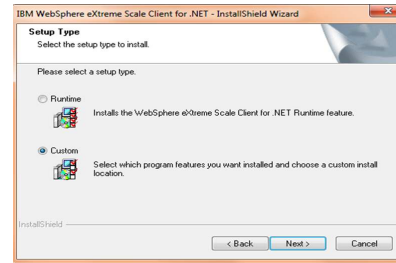 IBM WebSphere eXtreme Scale Client for .NET - InstallShield Wizard
Setup Type
Select the setup type to install.
Please select a setup type.
Runtime
Installs the WebSphere eXtreme Scale Client for .NET Runtime feature.
Custom
Select which program features you want installed and choose a custom install
location.
InstallShield
< Back
Next >
Cancel